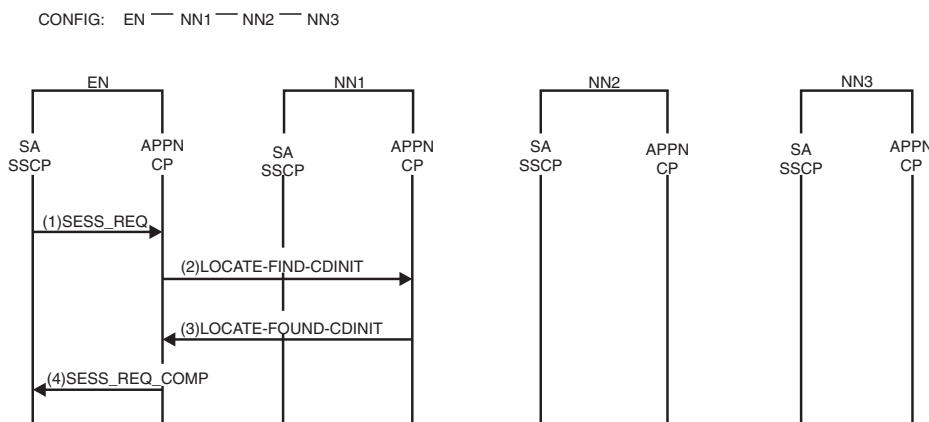 CONFIG: EN — NN1 — NN2 — NN3
EN NN1 NN2 NN3
SA SSCP APPN CP SA SSCP APPN CP SA SSCP APPN CP SA SSCP APPN CP
(1)SESS_REQ
(2)LOCATE-FIND-CDINIT
(3)LOCATE-FOUND-CDINIT
(4)SESS_REQ_COMP